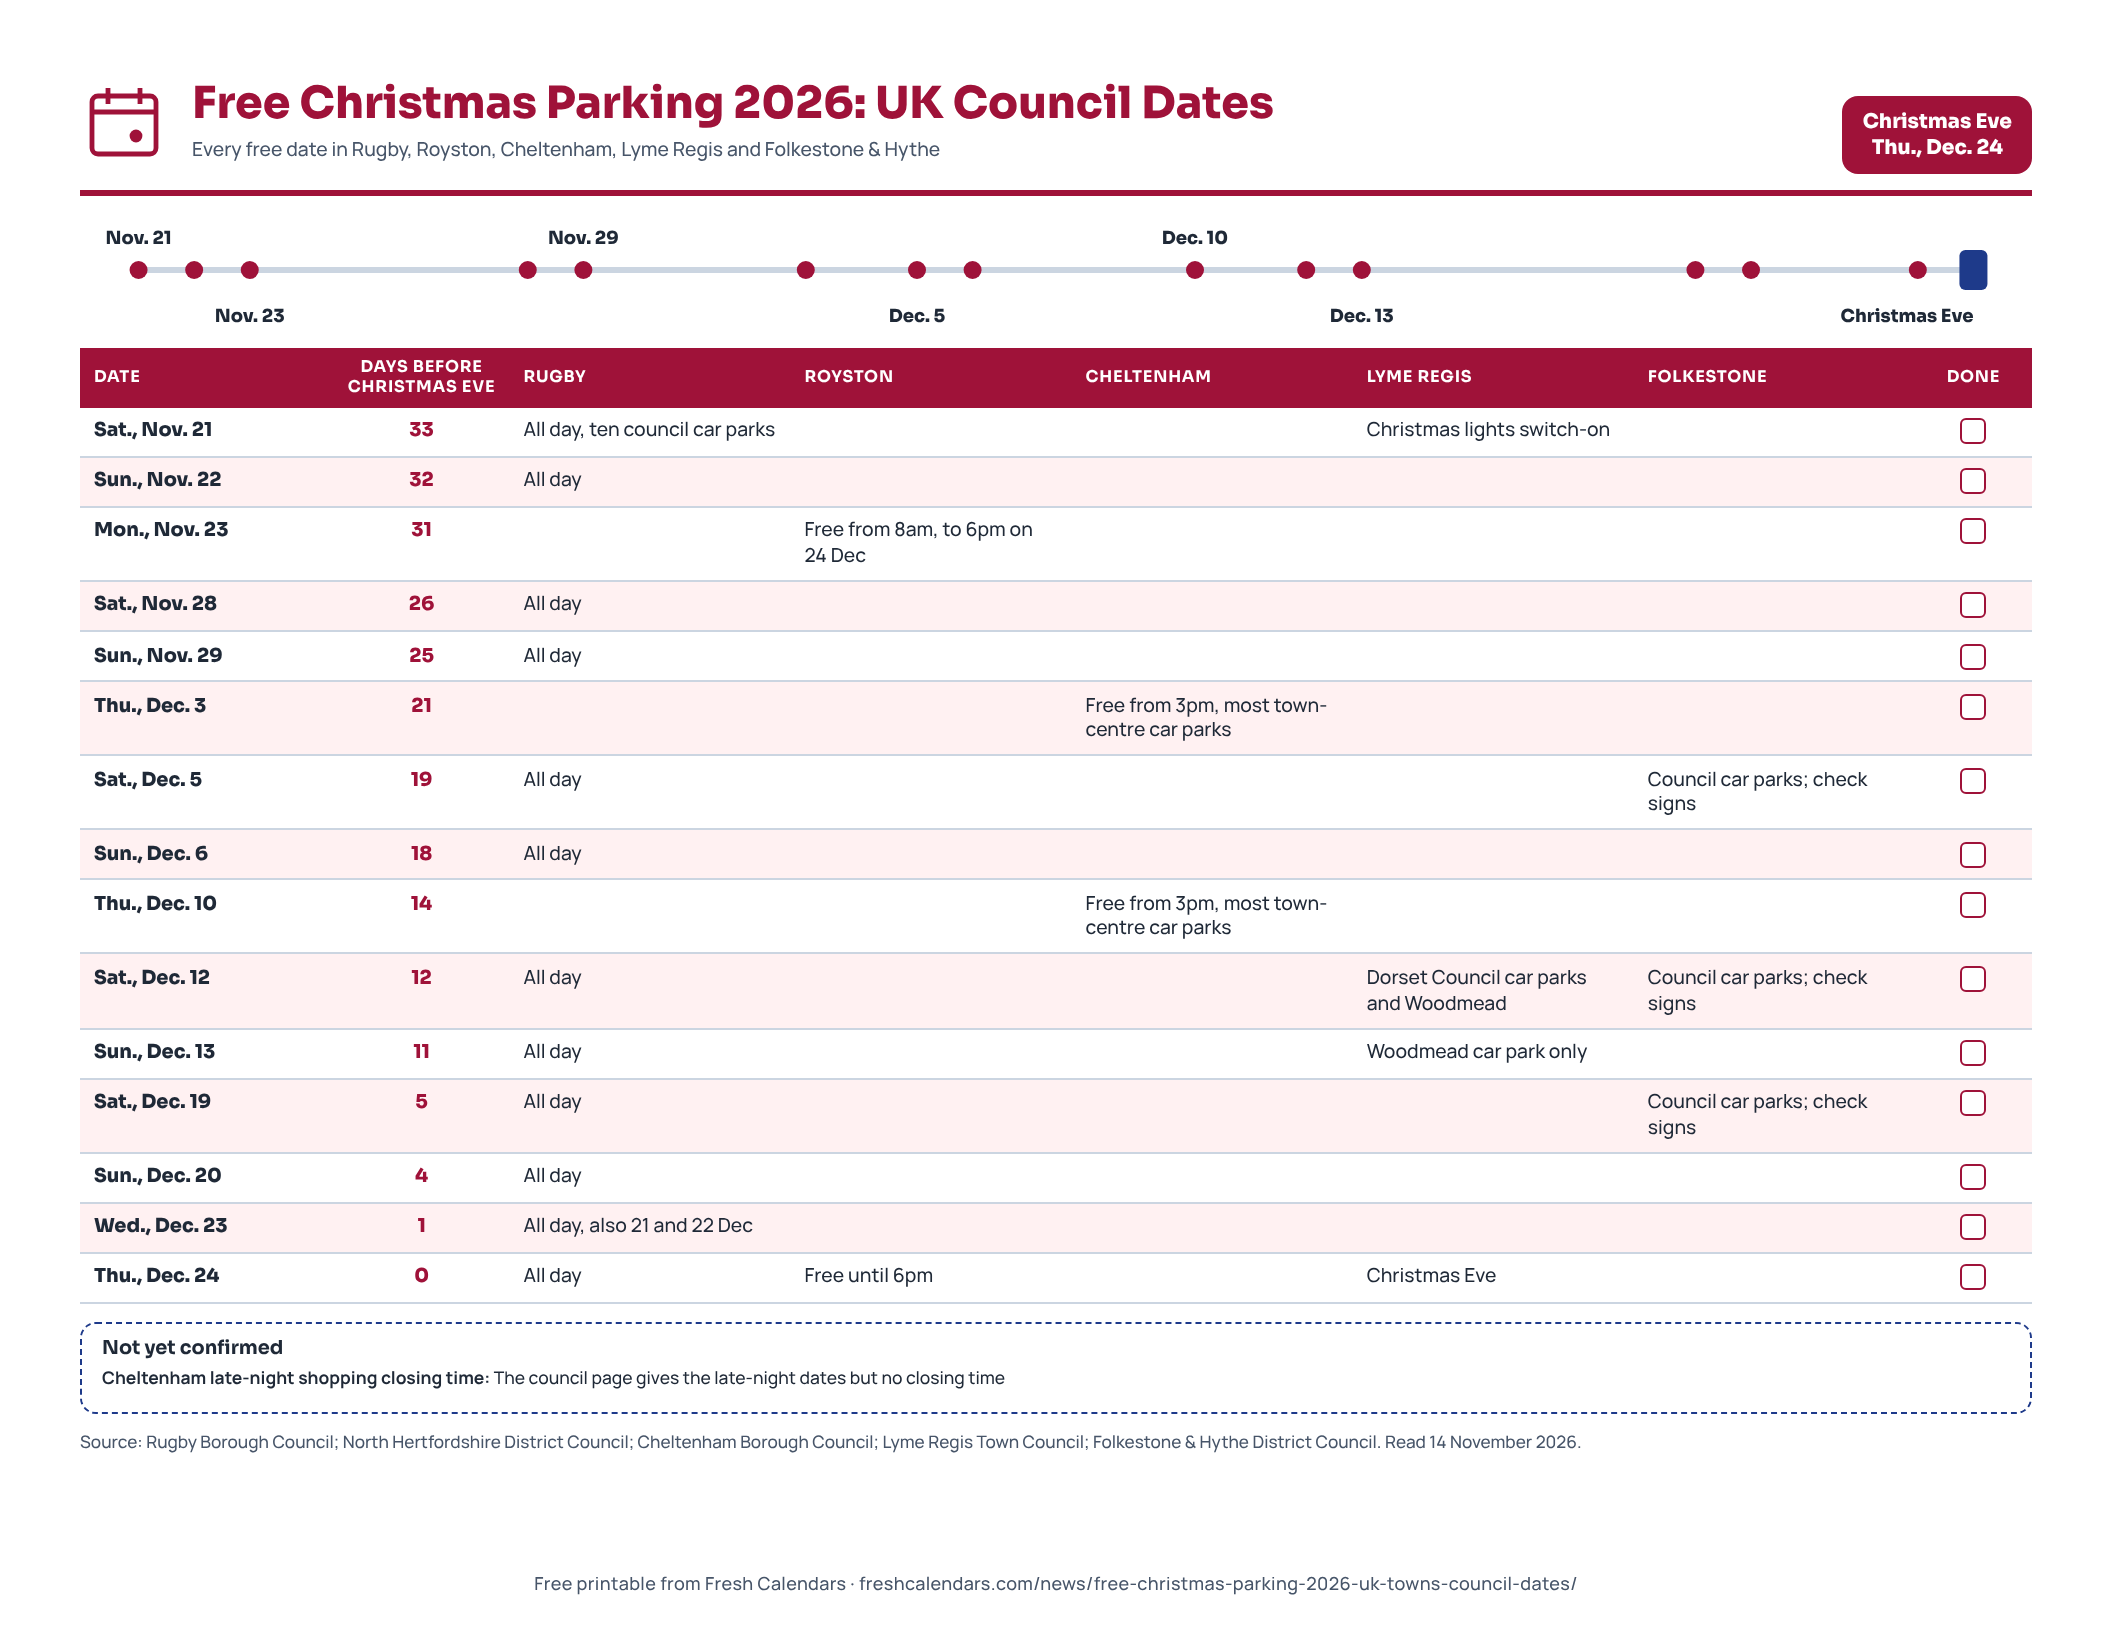 Free Christmas Parking 2026: UK Council Dates
Every free date in Rugby, Royston, Cheltenham, Lyme Regis and Folkestone & Hythe
Christmas Eve
Thu., Dec. 24
Nov. 21
Nov. 29
Dec. 10
Nov. 23
Dec. 5
Dec. 13
Christmas Eve
DATE DAYS BEFORE CHRISTMAS EVE RUGBY ROYSTON CHELTENHAM LYME REGIS FOLKESTONE DONE
Sat., Nov. 21 33 All day, ten council car parks Christmas lights switch-on
Sun., Nov. 22 32 All day
Mon., Nov. 23 31 Free from 8am, to 6pm on
24 Dec
Sat., Nov. 28 26 All day
Sun., Nov. 29 25 All day
Thu., Dec. 3 21 Free from 3pm, most town-
centre car parks
Sat., Dec. 5 19 All day Council car parks; check
signs
Sun., Dec. 6 18 All day
Thu., Dec. 10 14 Free from 3pm, most town-
centre car parks
Sat., Dec. 12 12 All day Dorset Council car parks Council car parks; check
and Woodmead signs
Sun., Dec. 13 11 All day Woodmead car park only
Sat., Dec. 19 5 All day Council car parks; check
signs
Sun., Dec. 20 4 All day
Wed., Dec. 23 1 All day, also 21 and 22 Dec
Thu., Dec. 24 0 All day Free until 6pm Christmas Eve
Not yet confirmed
Cheltenham late-night shopping closing time: The council page gives the late-night dates but no closing time
Source: Rugby Borough Council; North Hertfordshire District Council; Cheltenham Borough Council; Lyme Regis Town Council; Folkestone & Hythe District Council. Read 14 November 2026.
Free printable from Fresh Calendars · freshcalendars.com/news/free-christmas-parking-2026-uk-towns-council-dates/